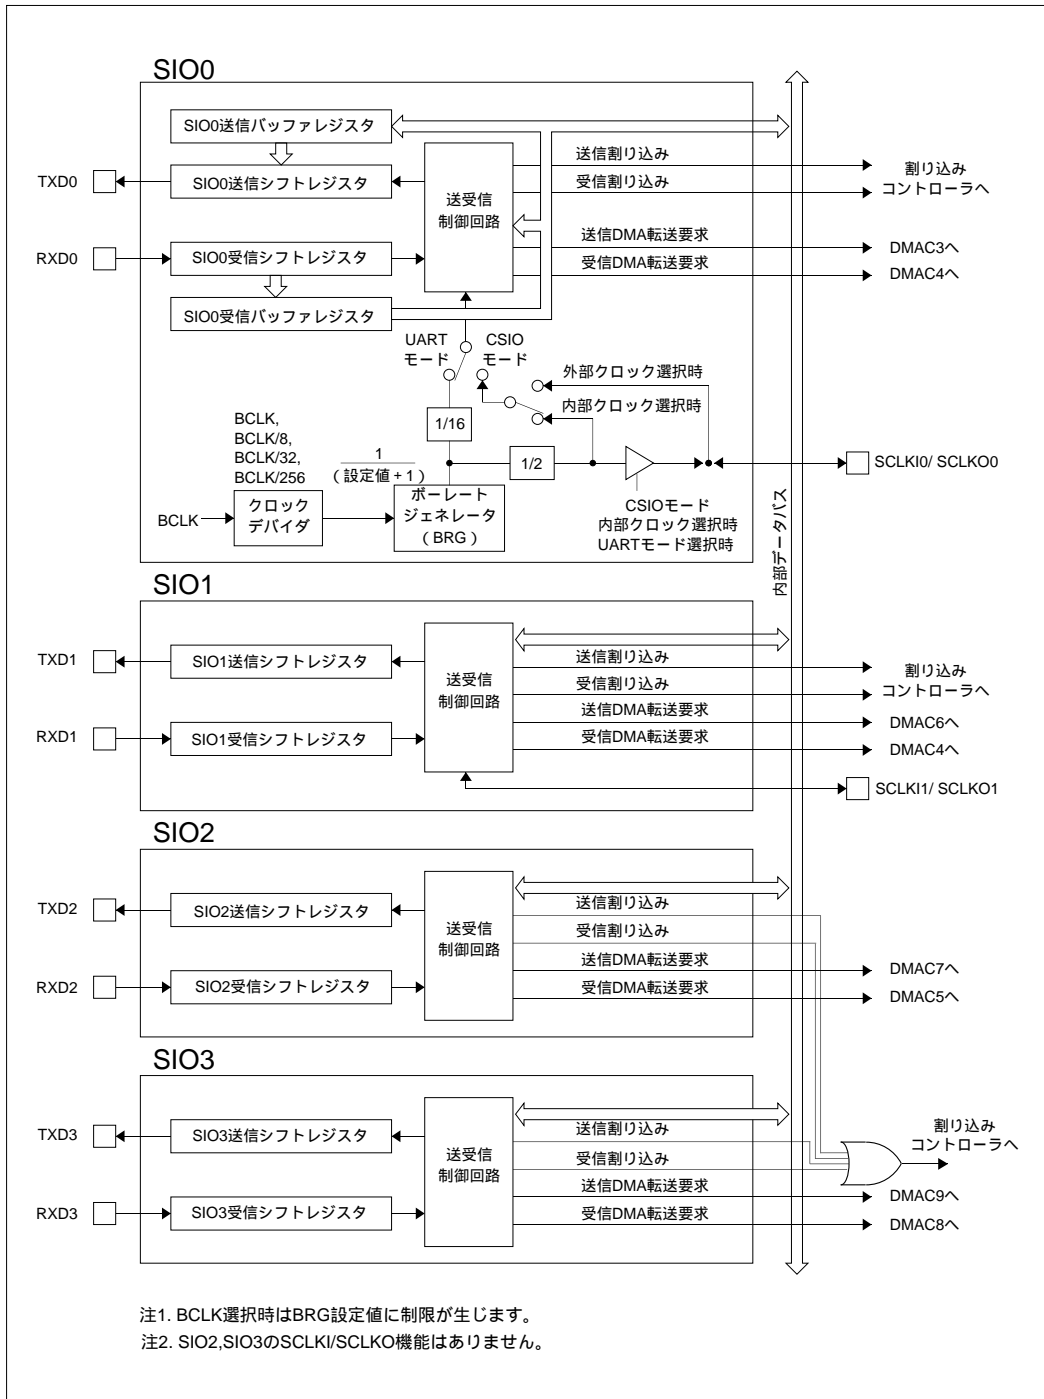 SIO0
SIO0送信バッファレジスタ
TXD0
SIO0送信シフトレジスタ
RXD0
SIO0受信シフトレジスタ
SIO0受信バッファレジスタ
送受信
制御回路
送信割り込み
受信割り込み
割り込み
コントローラへ
送信DMA転送要求
受信DMA転送要求
DMAC3へ
DMAC4へ
UART
モード
CSIO
モード
外部クロック選択時
内部クロック選択時
1/16
BCLK,
BCLK/8,
BCLK/32,
BCLK/256
1
（設定値+1）
1/2
SCLKI0/ SCLKO0
BCLK
クロック
デバイダ
ボーレート
ジェネレータ
（BRG）
CSIOモード
内部クロック選択時
UARTモード選択時
内部データバス
SIO1
TXD1
SIO1送信シフトレジスタ
RXD1
SIO1受信シフトレジスタ
送受信
制御回路
送信割り込み
受信割り込み
割り込み
コントローラへ
送信DMA転送要求
受信DMA転送要求
DMAC6へ
DMAC4へ
SCLKI1/ SCLKO1
SIO2
TXD2
SIO2送信シフトレジスタ
RXD2
SIO2受信シフトレジスタ
送受信
制御回路
送信割り込み
受信割り込み
送信DMA転送要求
受信DMA転送要求
DMAC7へ
DMAC5へ
SIO3
TXD3
SIO3送信シフトレジスタ
RXD3
SIO3受信シフトレジスタ
送受信
制御回路
送信割り込み
受信割り込み
割り込み
コントローラへ
送信DMA転送要求
受信DMA転送要求
DMAC9へ
DMAC8へ
注1. BCLK選択時はBRG設定値に制限が生じます。
注2. SIO2,SIO3のSCLKI/SCLKO機能はありません。